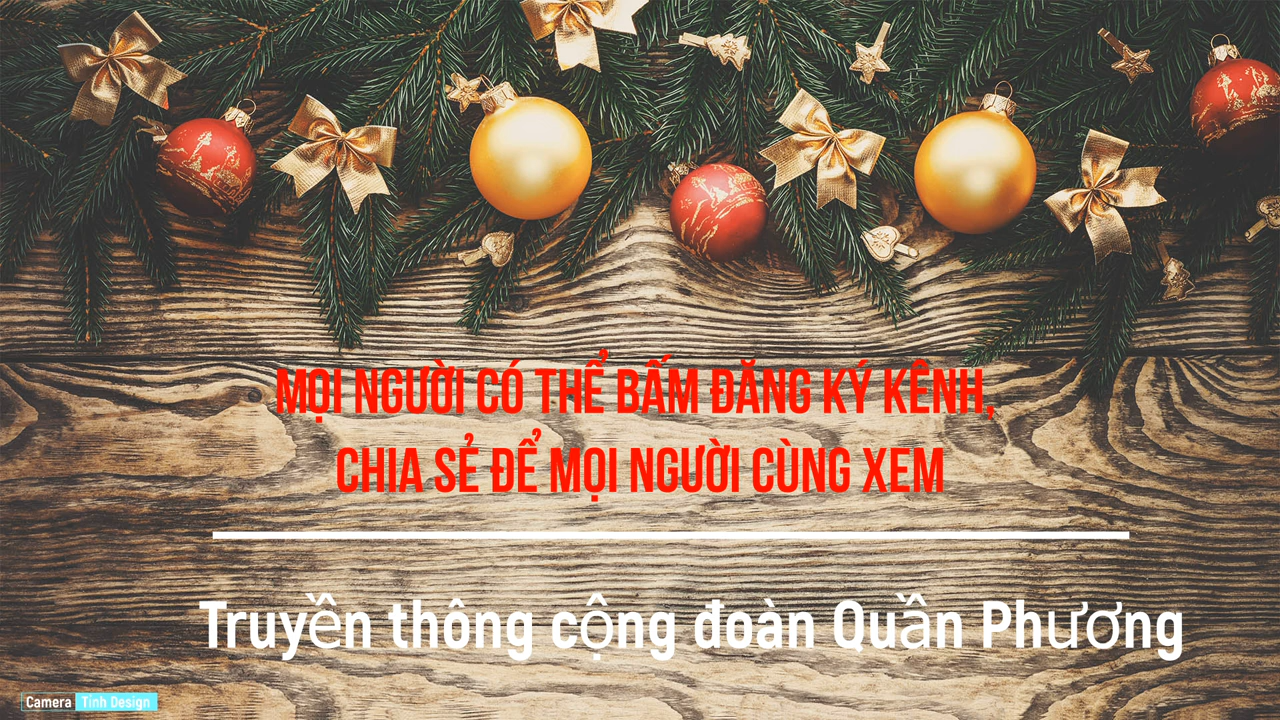 MỌI NGƯỜI CÓ THỂ BẤM ĐĂNG KÝ KÊNH,
CHIA SẺ ĐỂ MỌI NGƯỜI CÙNG XEM
Truyền thông cộng đoàn Quần Phương
Camera Tinh Design